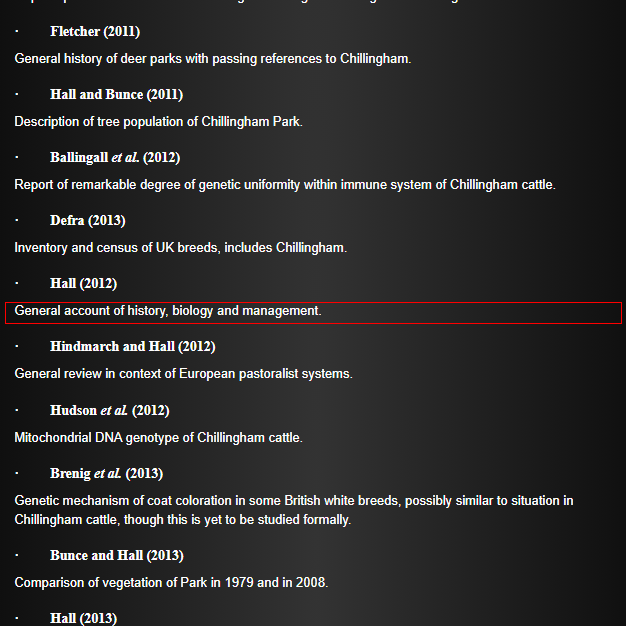 · Fletcher (2011)
General history of deer parks with passing references to Chillingham.
· Hall and Bunce (2011)
Description of tree population of Chillingham Park.
· Ballingall et al. (2012)
Report of remarkable degree of genetic uniformity within immune system of Chillingham cattle.
· Defra (2013)
Inventory and census of UK breeds, includes Chillingham.
· Hall (2012)
General account of history, biology and management.
· Hindmarch and Hall (2012)
General review in context of European pastoralist systems.
· Hudson et al. (2012)
Mitochondrial DNA genotype of Chillingham cattle.
· Brenig et al. (2013)
Genetic mechanism of coat coloration in some British white breeds, possibly similar to situation in
Chillingham cattle, though this is yet to be studied formally.
· Bunce and Hall (2013)
Comparison of vegetation of Park in 1979 and in 2008.
· Hall (2013)